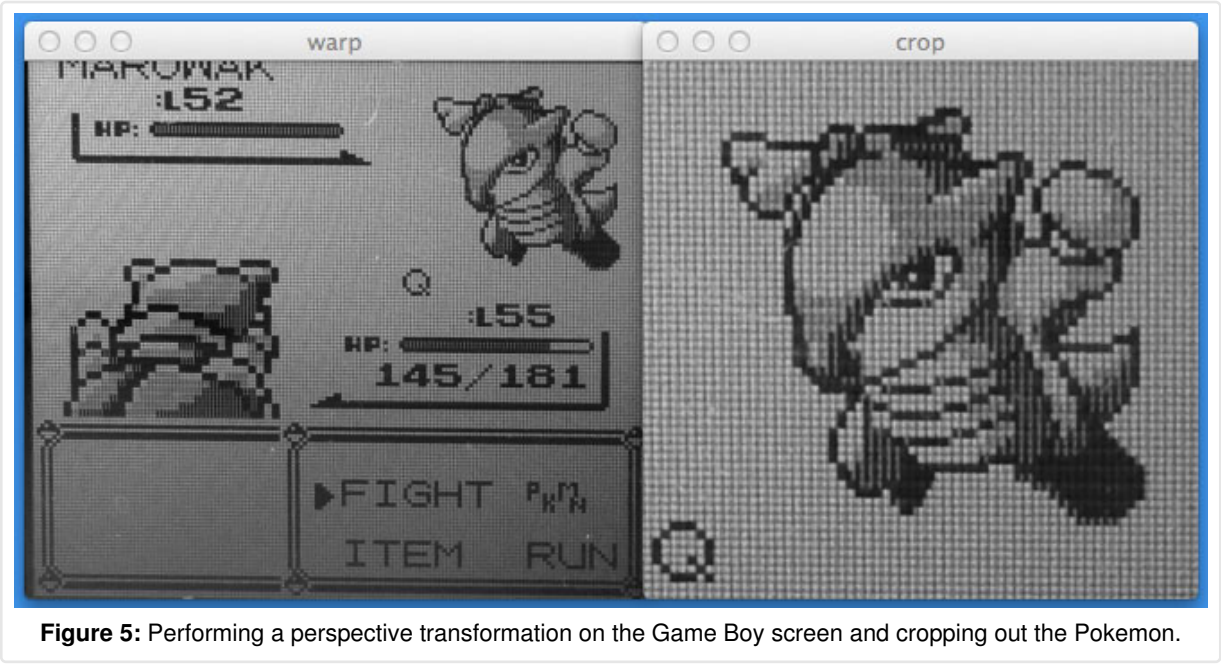 warp
crop
MAROWAK
:L52
HP:
Q
:L55
HP:
145/181
▶FIGHT PKMN
ITEM RUN
Q
Figure 5: Performing a perspective transformation on the Game Boy screen and cropping out the Pokemon.